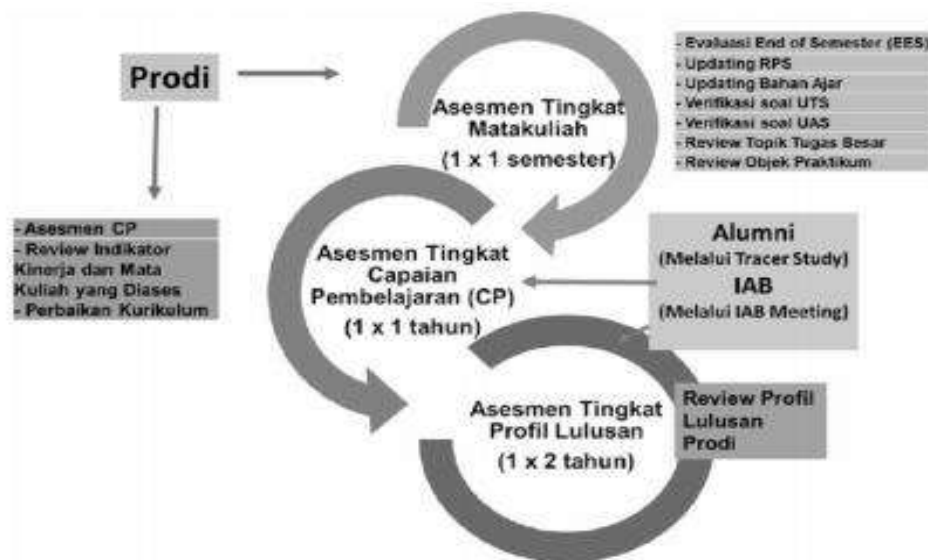 Prodi
Asesmen Tingkat
Matakuliah
(1 x 1 semester)
- Evaluasi End of Semester (EES)
- Updating RPS
- Updating Bahan Ajar
- Verifikasi soal UTS
- Verifikasi soal UAS
- Review Topik Tugas Besar
- Review Objek Praktikum
- Asesmen CP
- Review Indikator
Kinerja dan Mata
Kuliah yang Diases
- Perbaikan Kurikulum
Asesmen Tingkat
Capaian
Pembelajaran (CP)
(1 x 1 tahun)
Alumni
(Melalui Tracer Study)
IAB
(Melalui IAB Meeting)
Asesmen Tingkat
Profil Lulusan
(1 x 2 tahun)
Review Profil
Lulusan
Prodi